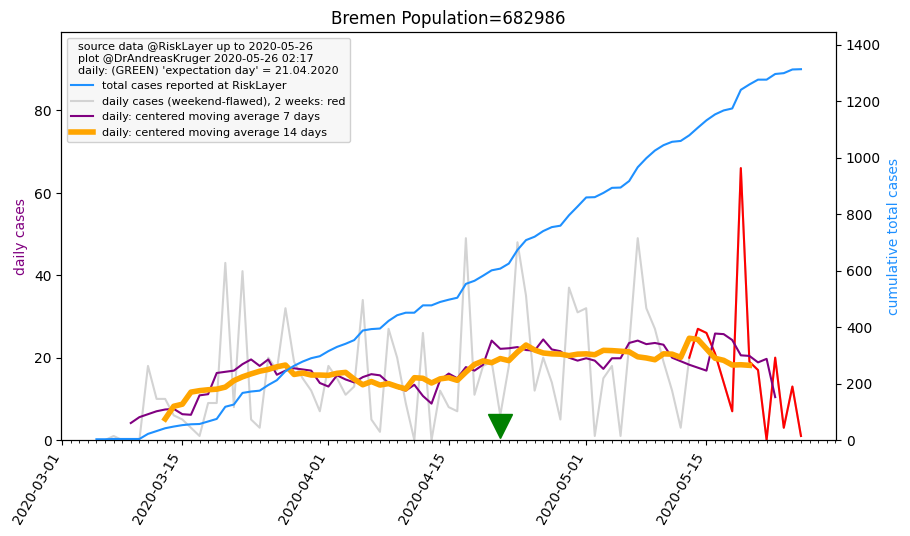 Bremen Population=682986
source data @RiskLayer up to 2020-05-26
plot @DrAndreasKruger 2020-05-26 02:17
daily: (GREEN) 'expectation day' = 21.04.2020
total cases reported at RiskLayer
daily cases (weekend-flawed), 2 weeks: red
daily: centered moving average 7 days
daily: centered moving average 14 days
daily cases
80
60
40
20
0
1400
1200
1000
800
600
400
200
0
cumulative total cases
2020-03-01
2020-03-15
2020-04-01
2020-04-15
2020-05-01
2020-05-15